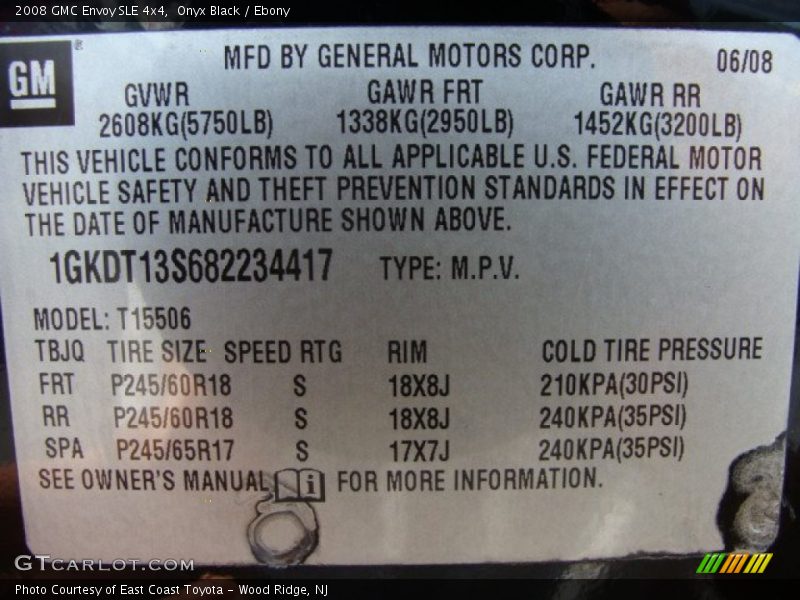 2008 GMC Envoy SLE 4x4, Onyx Black / Ebony
MFD BY GENERAL MOTORS CORP. 06/08
GM
GVWR GAWR FRT GAWR RR
2608KG(5750LB) 1338KG(2950LB) 1452KG(3200LB)
THIS VEHICLE CONFORMS TO ALL APPLICABLE U.S. FEDERAL MOTOR
VEHICLE SAFETY AND THEFT PREVENTION STANDARDS IN EFFECT ON
THE DATE OF MANUFACTURE SHOWN ABOVE.
1GKDT13S682234417 TYPE: M.P.V.
MODEL: T15506
TBJQ TIRE SIZE SPEED RTG RIM COLD TIRE PRESSURE
FRT P245/60R18 S 18X8J 210KPA(30PSI)
RR P245/60R18 S 18X8J 240KPA(35PSI)
SPA P245/65R17 S 17X7J 240KPA(35PSI)
SEE OWNER'S MANUAL i FOR MORE INFORMATION.
GTCARLOT.COM
Photo Courtesy of East Coast Toyota - Wood Ridge, NJ